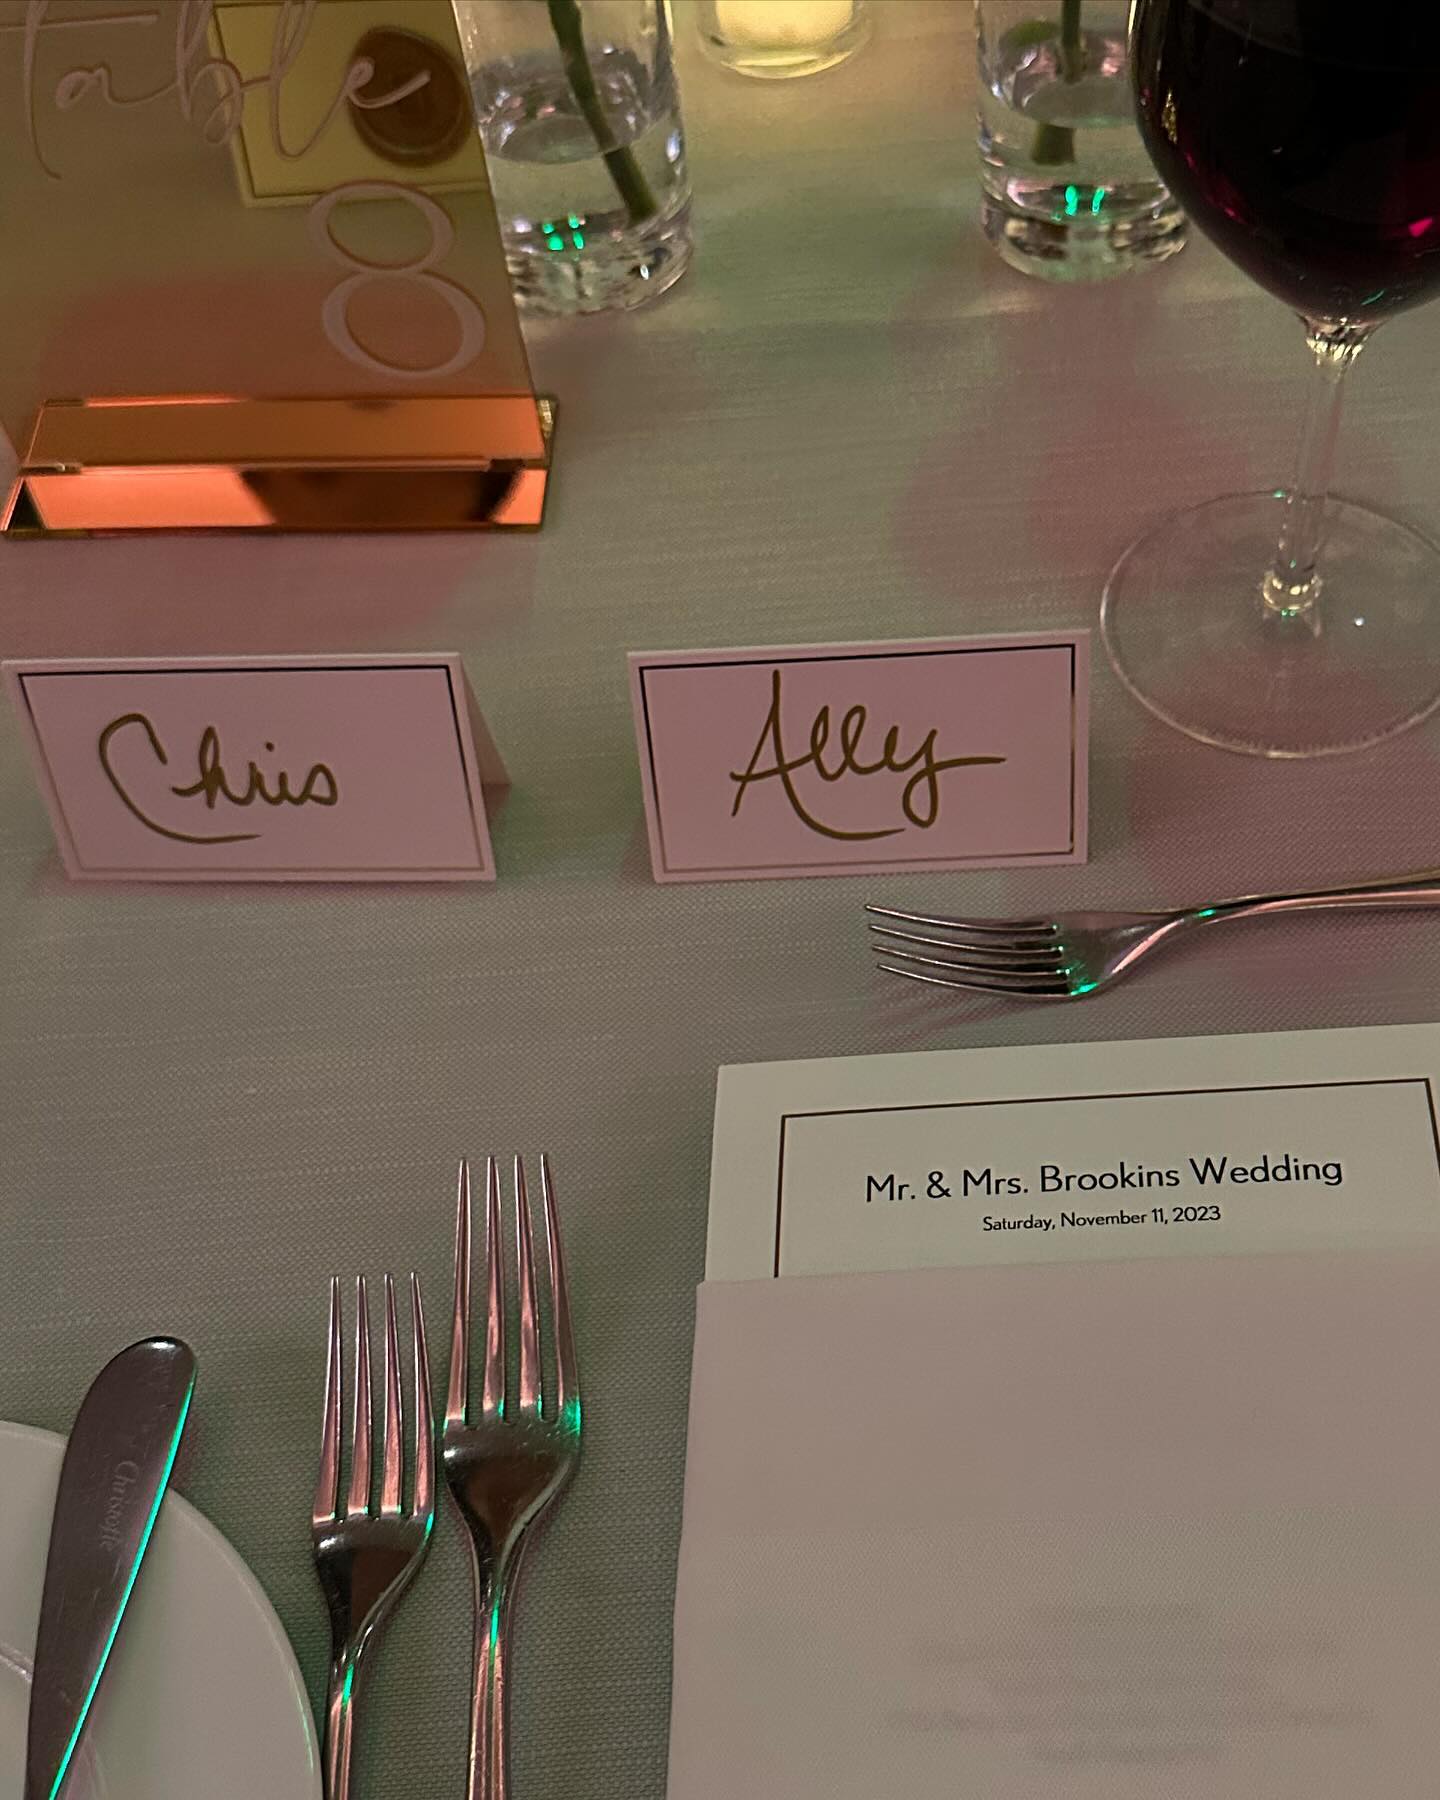 Table
8
Chris
Ally
Mr. & Mrs. Brookins Wedding
Saturday, November 11, 2023
Christofle